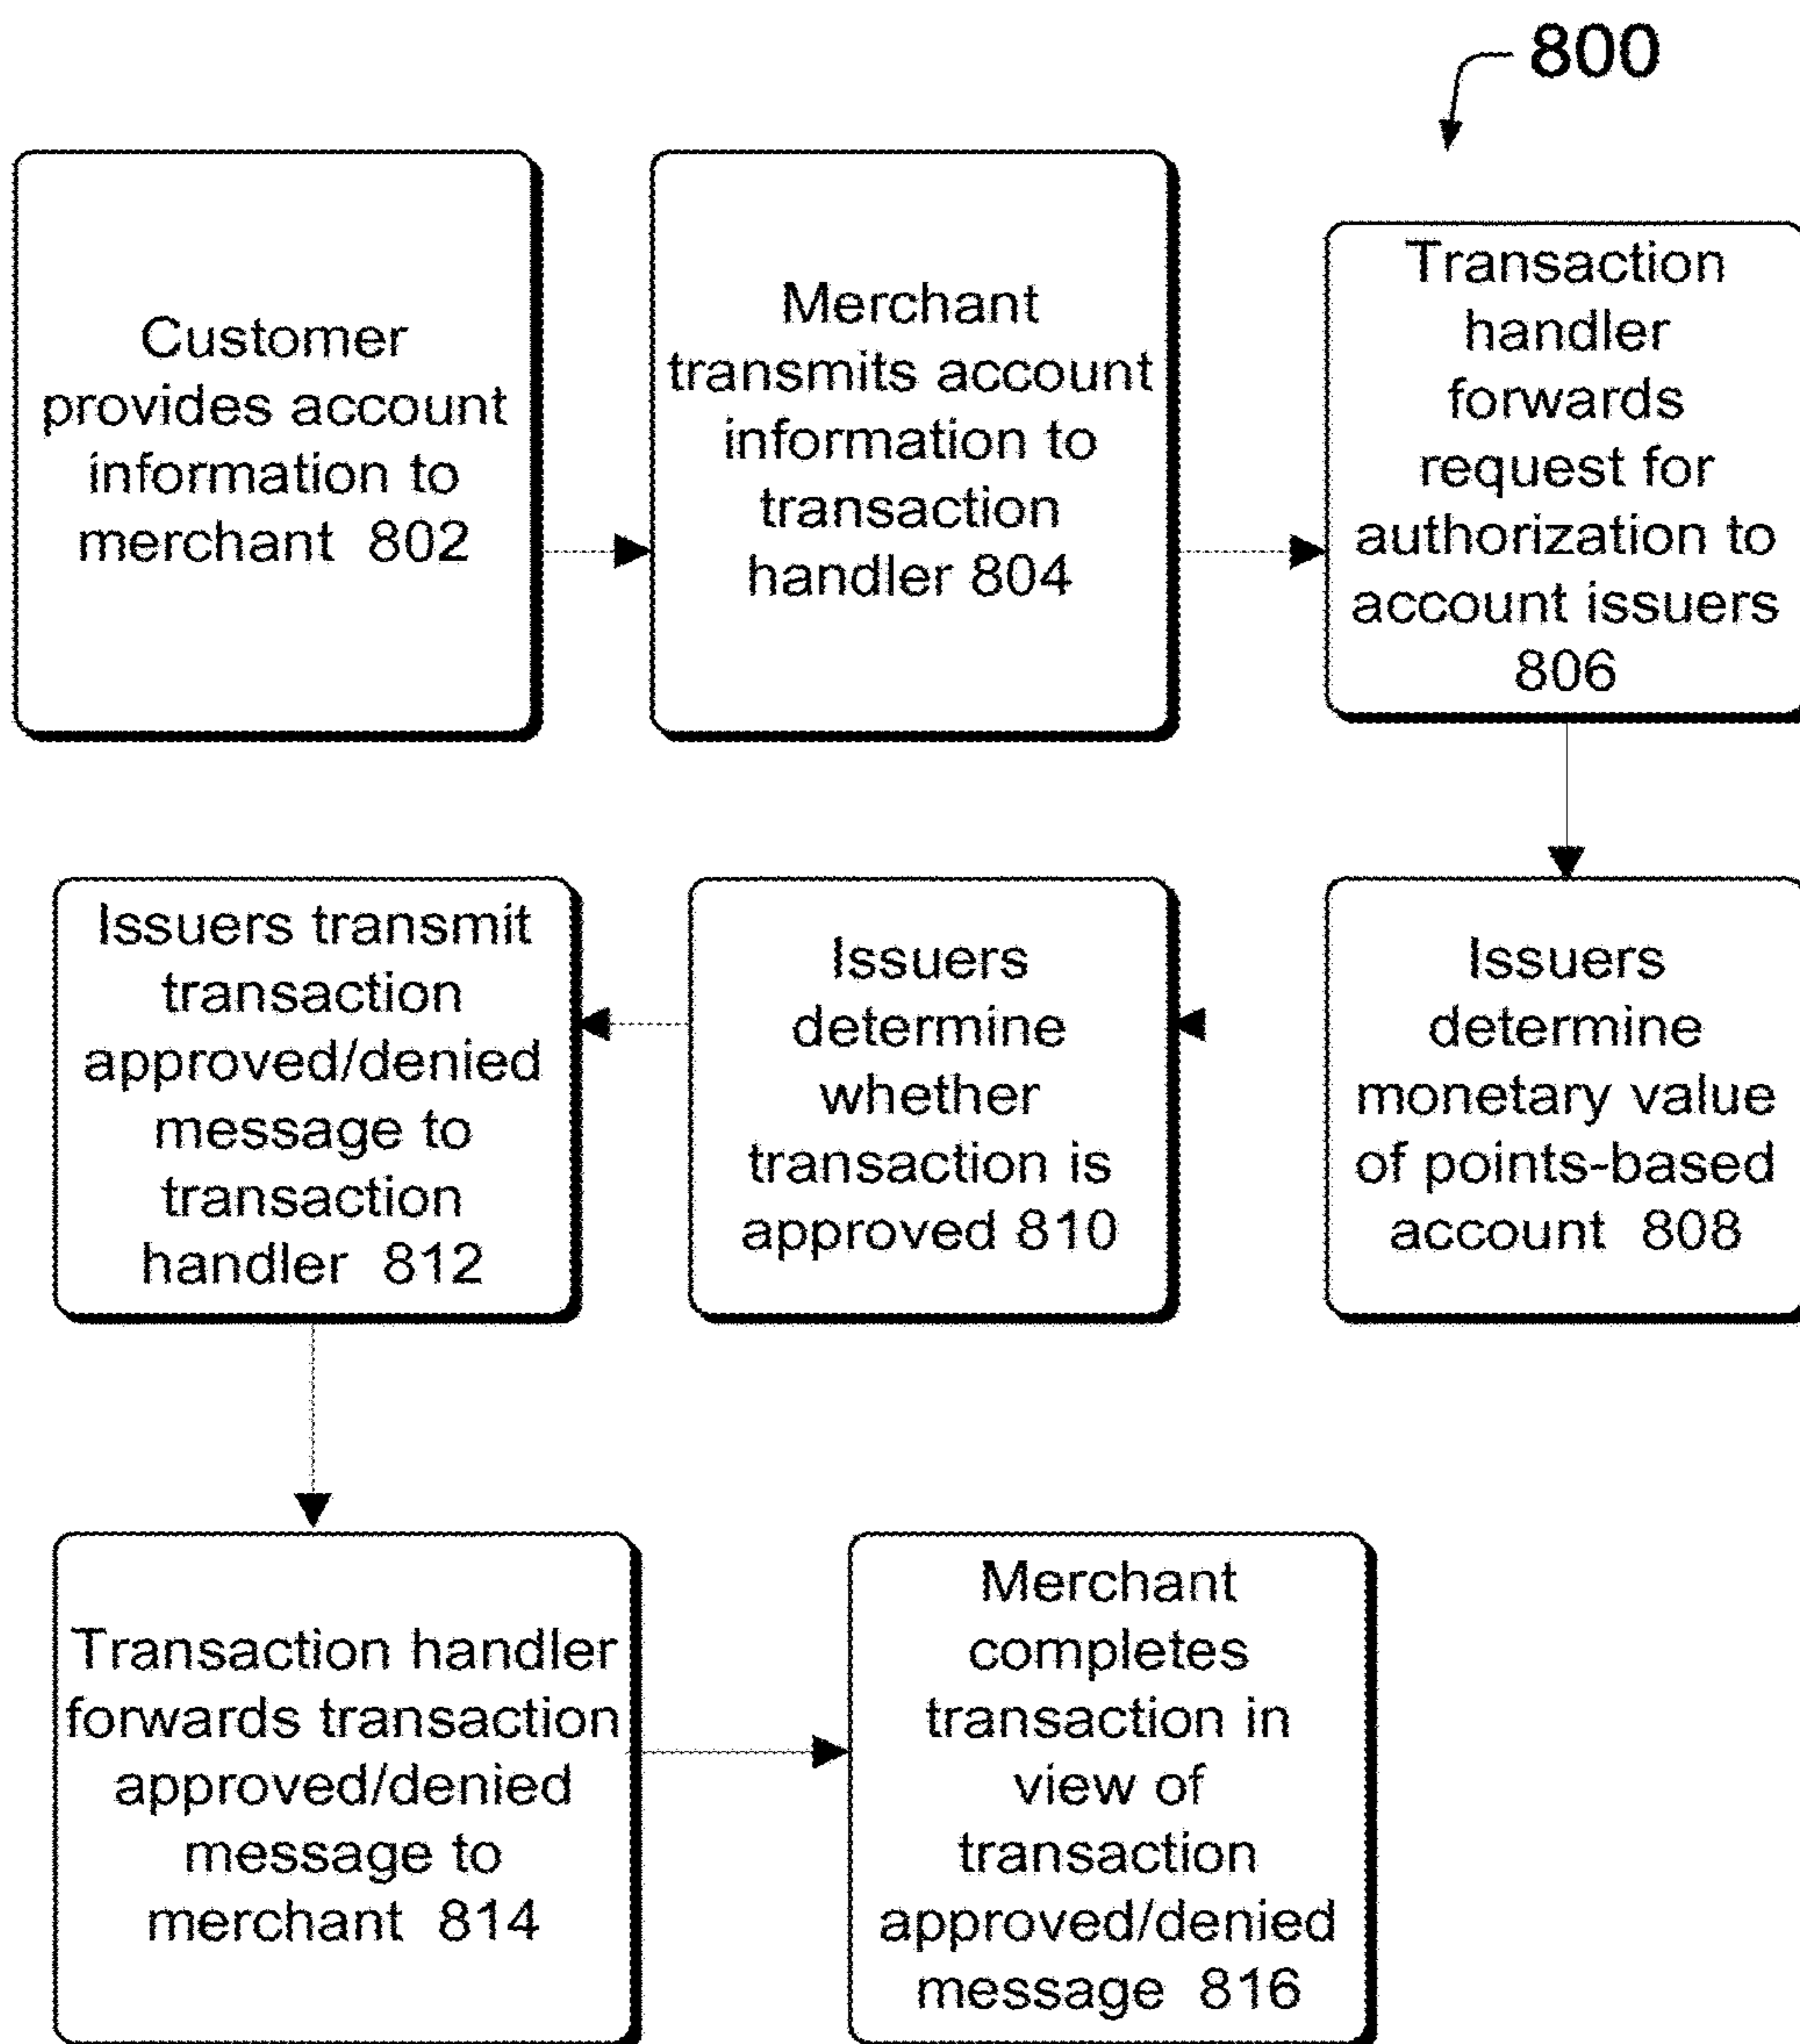 800
Customer
provides account
information to
merchant 802
Merchant
transmits account
information to
transaction
handler 804
Transaction
handler
forwards
request for
authorization to
account issuers
806
Issuers
determine
monetary value
of points-based
account 808
Issuers
determine
whether
transaction is
approved 810
Issuers transmit
transaction
approved/denied
message to
transaction
handler 812
Transaction handler
forwards transaction
approved/denied
message to
merchant 814
Merchant
completes
transaction in
view of
transaction
approved/denied
message 816